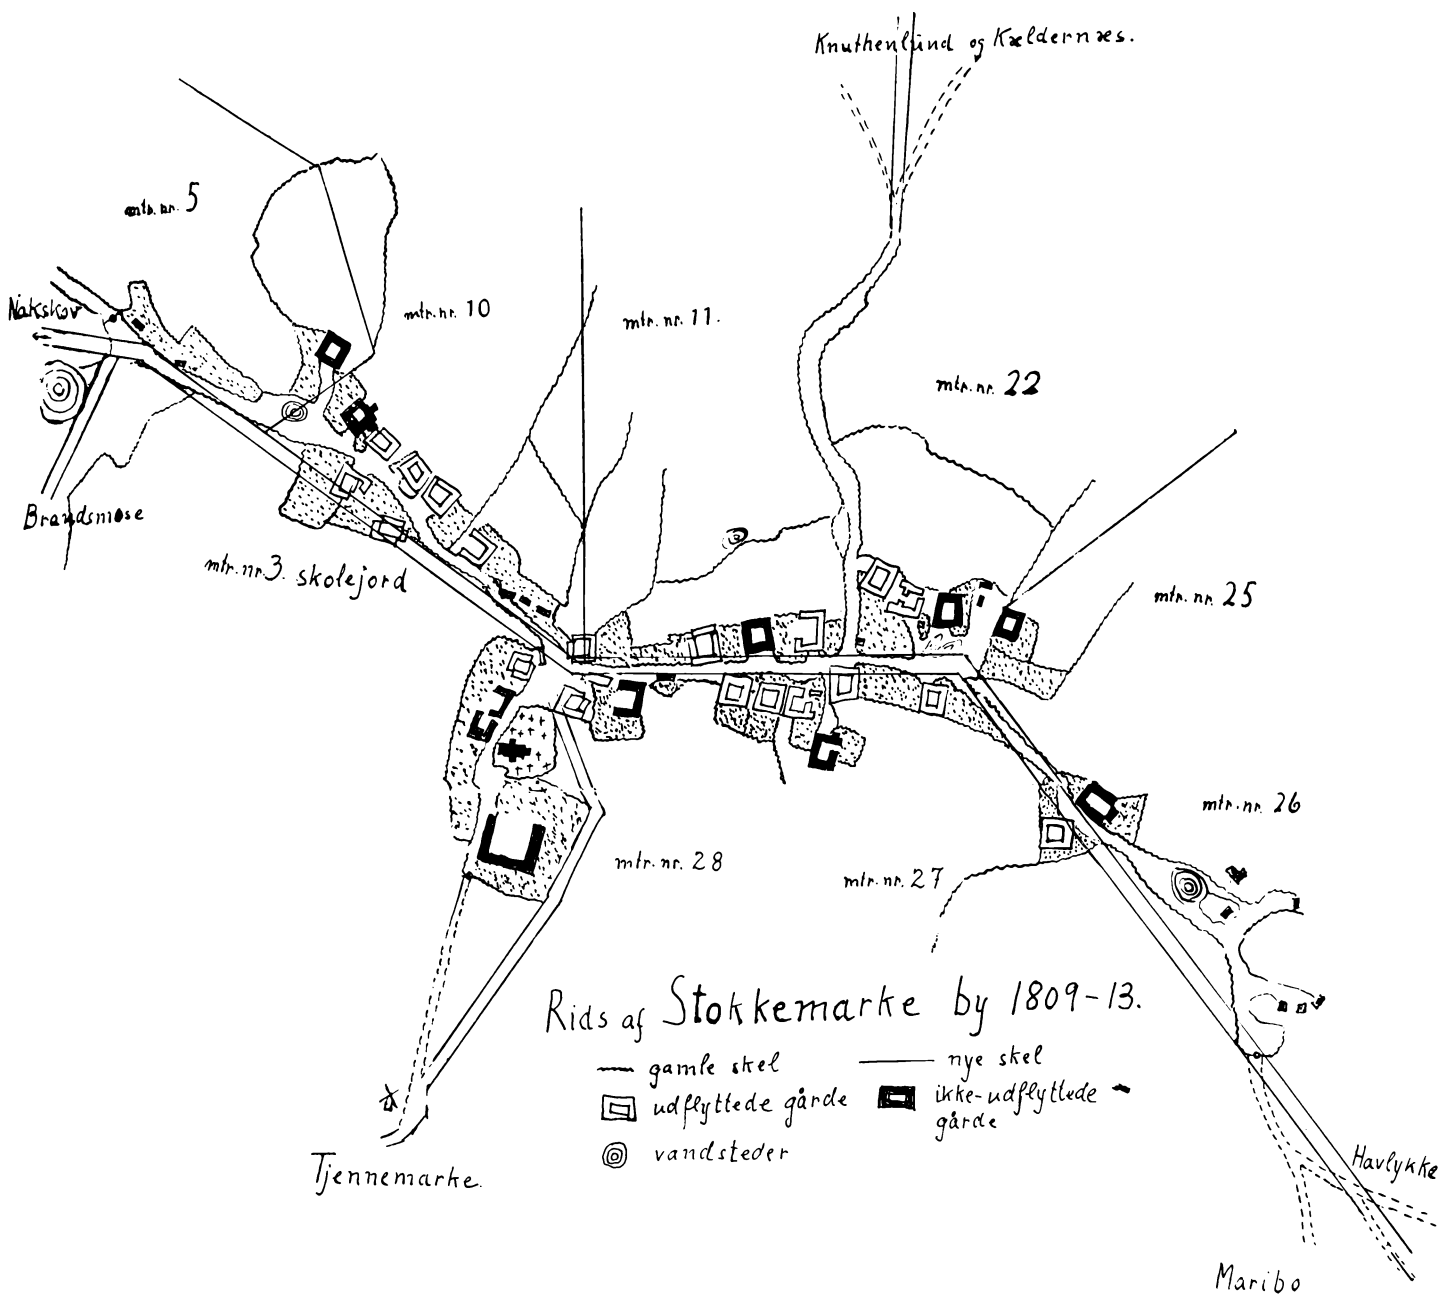 Knuthenlund og Kældernæs.
mtr. nr. 5
Nakskov
mtr. nr. 10
mtr. nr. 11.
mtr. nr. 22
Brandsmose
mtr. nr. 3. skolejord
mtr. nr. 25
mtr. nr. 26
mtr. nr. 28
mtr. nr. 27
Rids af Stokkemarke by 1809-13.
gamle skel
nye skel
udflyttede gårde
ikke-udflyttede gårde
vandsteder
Tjennemarke.
Havlykke
Maribo